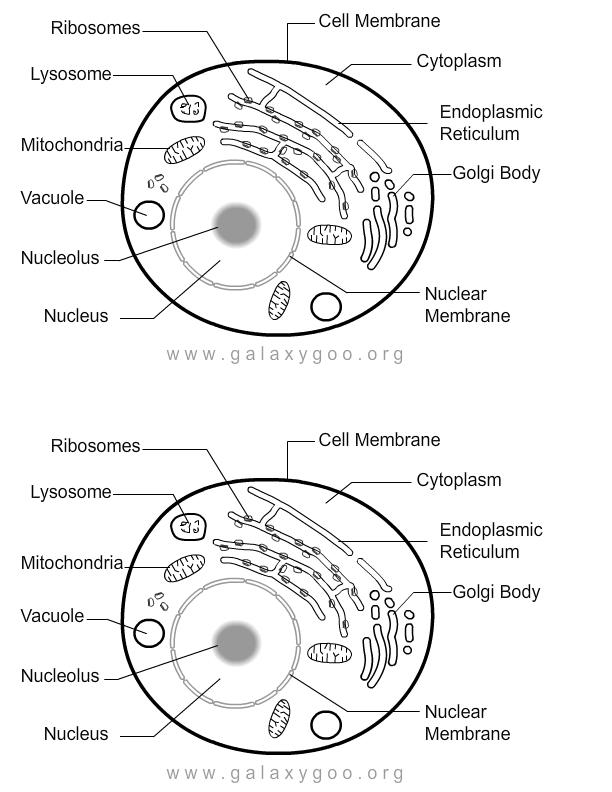 Ribosomes
Cell Membrane
Cytoplasm
Lysosome
Endoplasmic
Reticulum
Mitochondria
Golgi Body
Vacuole
Nucleolus
Nuclear
Membrane
Nucleus
www.galaxygoo.org
Ribosomes
Cell Membrane
Cytoplasm
Lysosome
Endoplasmic
Reticulum
Mitochondria
Golgi Body
Vacuole
Nucleolus
Nuclear
Membrane
Nucleus
www.galaxygoo.org